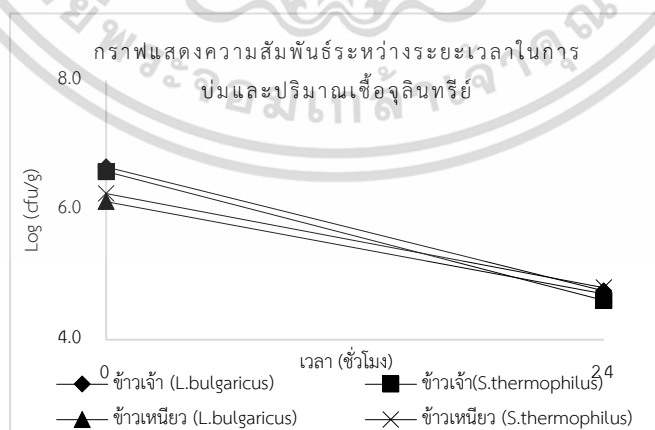 กราฟแสดงความสัมพันธ์ระหว่างระยะเวลาในการ
บ่มและปริมาณเชื้อจุลินทรีย์
8.0
6.0
4.0
Log (cfu/g)
0
24
เวลา (ชั่วโมง)
ข้าวเจ้า (L.bulgaricus)
ข้าวเจ้า(S.thermophilus)
ข้าวเหนียว (L.bulgaricus)
ข้าวเหนียว (S.thermophilus)